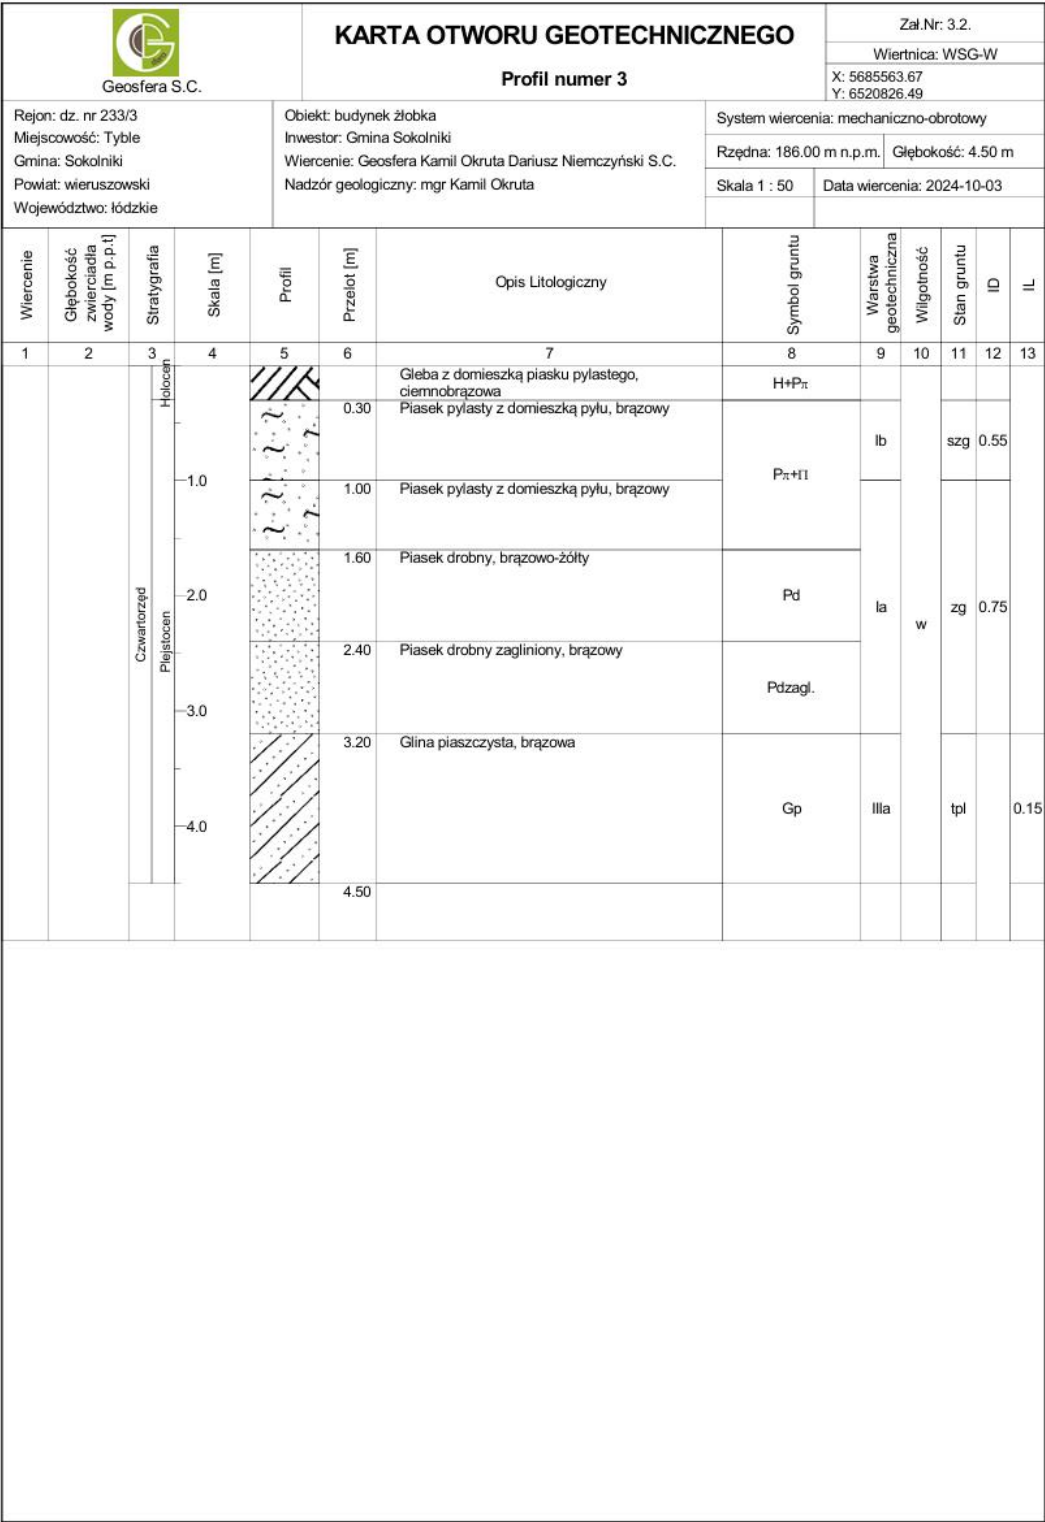 Geosfera S.C.
KARTA OTWORU GEOTECHNICZNEGO
Profil numer 3
Zał.Nr: 3.2.
Wiertnica: WSG-W
X: 5685563.67
Y: 6520826.49
Rejon: dz. nr 233/3
Miejscowość: Tyble
Gmina: Sokolniki
Powiat: wieruszowski
Województwo: łódzkie
Obiekt: budynek żłobka
Inwestor: Gmina Sokolniki
Wiercenie: Geosfera Kamil Okruta Dariusz Niemczyński S.C.
Nadzór geologiczny: mgr Kamil Okruta
System wiercenia: mechaniczno-obrotowy
Rzędna: 186.00 m n.p.m. Głębokość: 4.50 m
Skala 1 : 50 Data wiercenia: 2024-10-03
Wiercenie
Głębokość
zwierciadła
wody [m p.p.t]
Stratygrafia
Skala [m]
Profil
Przelot [m]
Opis Litologiczny
Symbol gruntu
Warstwa
geotechniczna
Wilgotność
Stan gruntu
ID
IL
1 2 3 4 5 6 7 8 9 10 11 12 13
Holocen
Gleba z domieszką piasku pylastego,
ciemnobrązowa
H+Pπ
0.30 Piasek pylasty z domieszką pyłu, brązowy
Ib szg 0.55
Pπ+Π
1.0
1.00 Piasek pylasty z domieszką pyłu, brązowy
1.60 Piasek drobny, brązowo-żółty
2.0
Pd
Ia zg 0.75
w
Czwartorzęd
Plejstocen
2.40 Piasek drobny zagliniony, brązowy
Pdzagl.
3.0
3.20 Glina piaszczysta, brązowa
4.0
Gp IIIa tpl 0.15
4.50